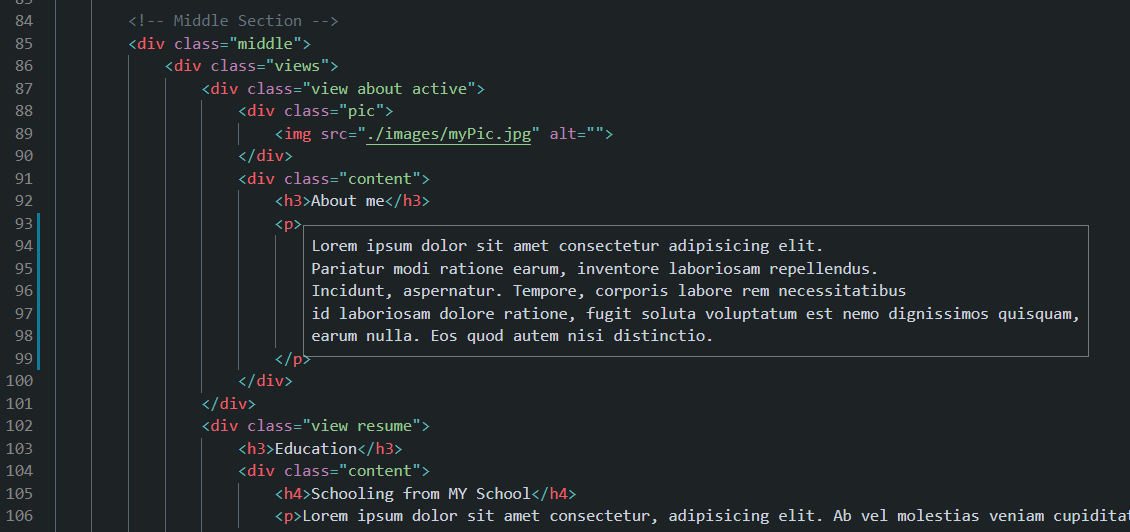 83
84 <!-- Middle Section -->
85 <div class="middle">
86 <div class="views">
87 <div class="view about active">
88 <div class="pic">
89 <img src="./images/myPic.jpg" alt="">
90 </div>
91 <div class="content">
92 <h3>About me</h3>
93 <p>
94 Lorem ipsum dolor sit amet consectetur adipisicing elit.
95 Pariatur modi ratione earum, inventore laboriosam repellendus.
96 Incidunt, aspernatur. Tempore, corporis labore rem necessitatibus
97 id laboriosam dolore ratione, fugit soluta voluptatum est nemo dignissimos quisquam,
98 earum nulla. Eos quod autem nisi distinctio.
99 </p>
100 </div>
101 </div>
102 <div class="view resume">
103 <h3>Education</h3>
104 <div class="content">
105 <h4>Schooling from MY School</h4>
106 <p>Lorem ipsum dolor sit amet consectetur, adipisicing elit. Ab vel molestias veniam cupiditat